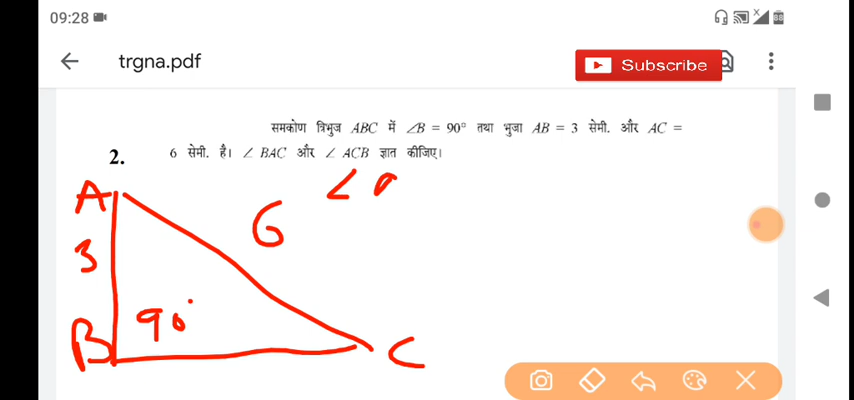 09:28
88
trgna.pdf
Subscribe
समकोण त्रिभुज ABC में ∠B = 90° तथा भुजा AB = 3 सेमी. और AC =
2. 6 सेमी. है। ∠ BAC और ∠ ACB ज्ञात कीजिए।
∠
A
6
3
90°
B
C